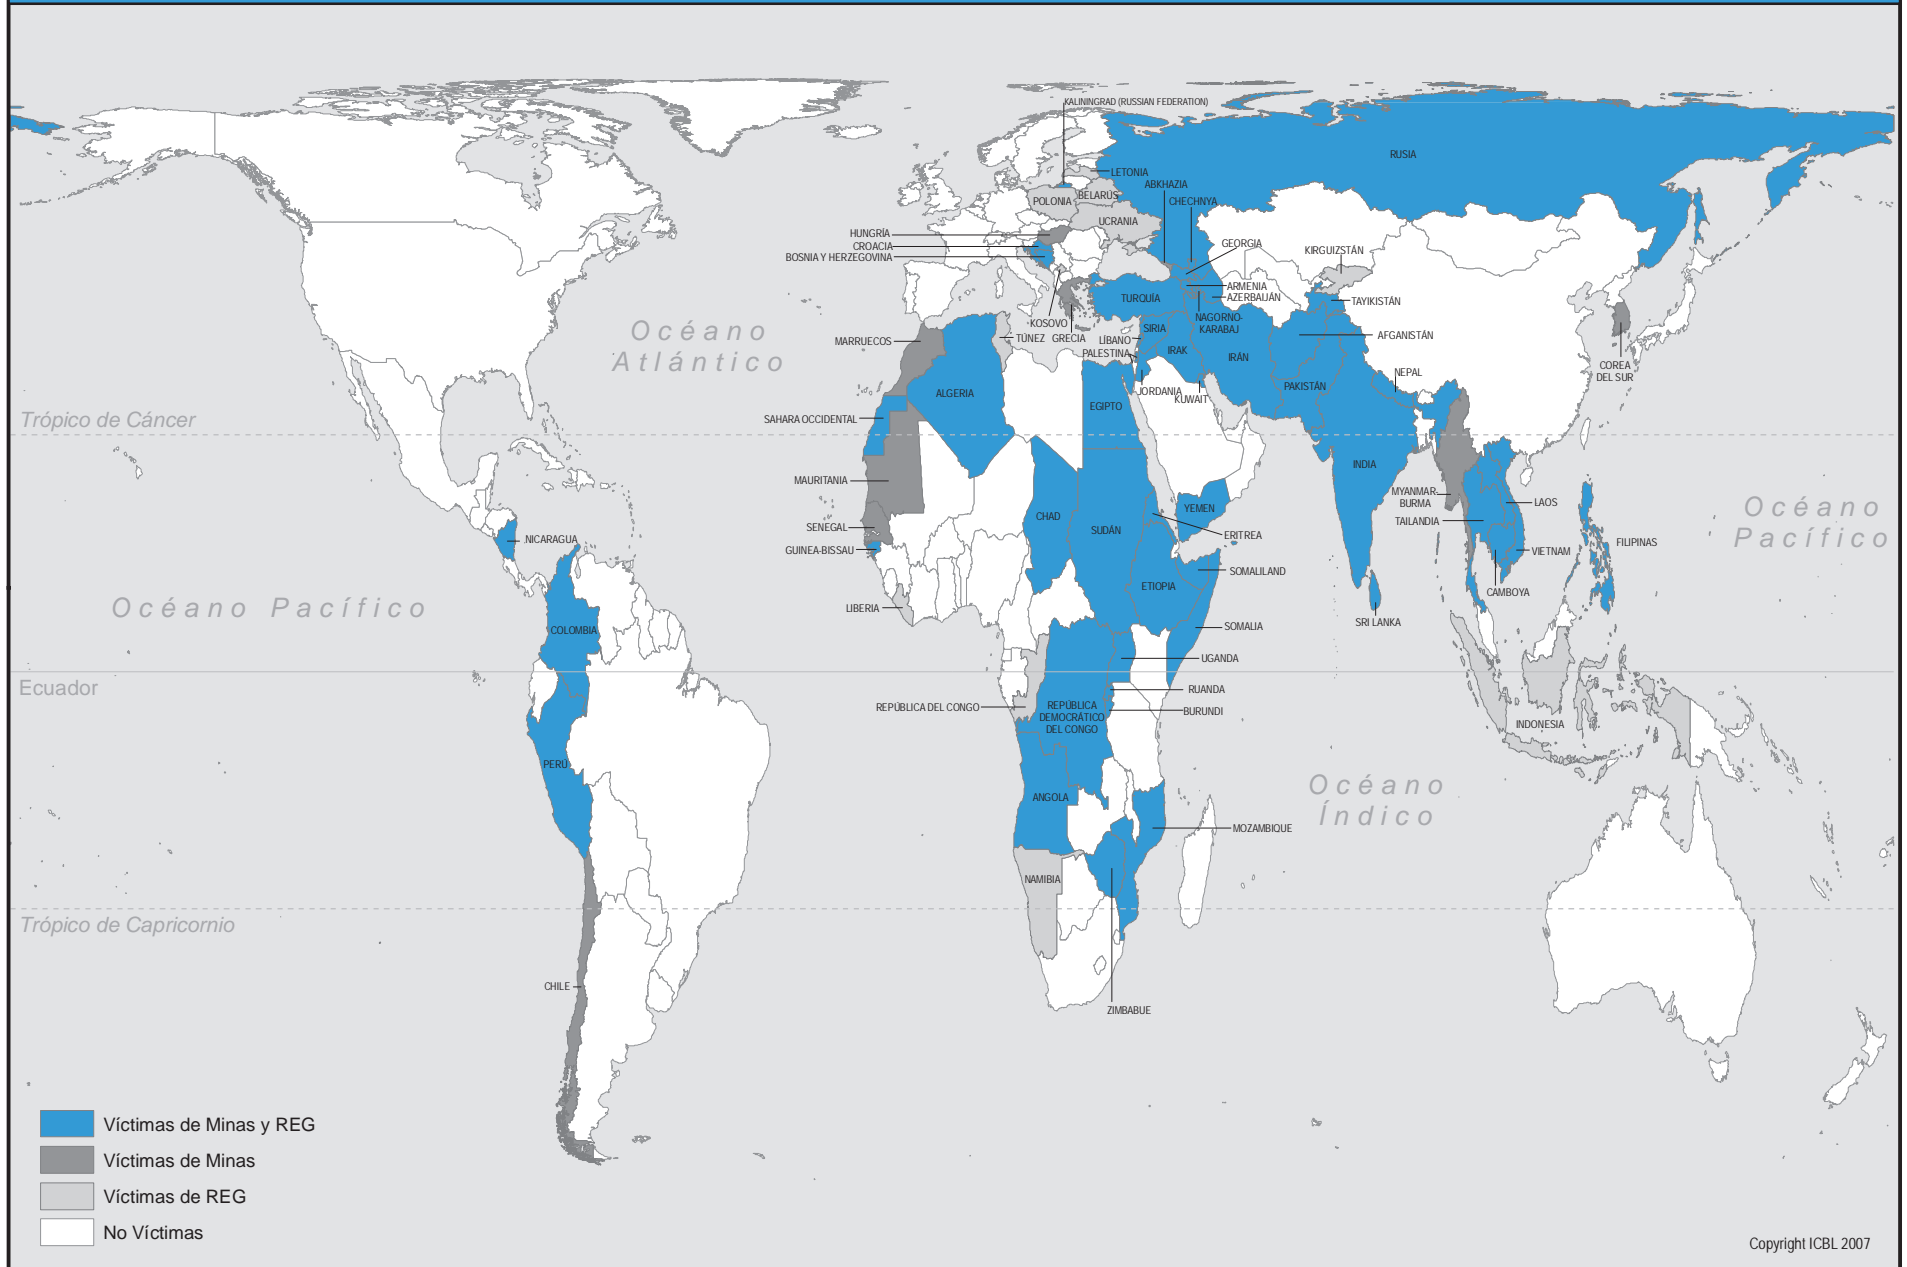 KALININGRAD (RUSSIAN FEDERATION)
RUSIA
LETONIA
ABKHAZIA
POLONIA
BELARÚS
CHECHNYA
UCRANIA
HUNGRÍA
CROACIA
BOSNIA Y HERZEGOVINA
GEORGIA
KIRGUIZSTÁN
ARMENIA
AZERBAIJÁN
TURQUÍA
TAYIKISTÁN
NAGORNO-
KARABAJ
KOSOVO
GRECIA
TÚNEZ
SIRIA
LÍBANO
PALESTINA
IRAK
IRÁN
AFGANISTÁN
Océano
Atlántico
MARRUECOS
COREA
DEL SUR
NEPAL
PAKISTÁN
JORDANIA
KUWAIT
ALGERIA
EGIPTO
SAHARA OCCIDENTAL
Trópico de Cáncer
INDIA
MAURITANIA
MYANMAR-
BURMA
LAOS
Océano
Pacífico
YEMEN
CHAD
SUDÁN
TAILANDIA
SENEGAL
ERITREA
NICARAGUA
GUINEA-BISSAU
VIETNAM
FILIPINAS
SOMALILAND
ETIOPIA
CAMBOYA
LIBERIA
Océano Pacífico
SRI LANKA
SOMALIA
COLOMBIA
UGANDA
Ecuador
RUANDA
REPÚBLICA DEL CONGO
REPÚBLICA
DEMOCRÁTICO
DEL CONGO
BURUNDI
INDONESIA
PERÚ
Océano
Índico
ANGOLA
MOZAMBIQUE
NAMIBIA
Trópico de Capricornio
CHILE
ZIMBABUE
Víctimas de Minas y REG
Víctimas de Minas
Víctimas de REG
No Víctimas
Copyright ICBL 2007